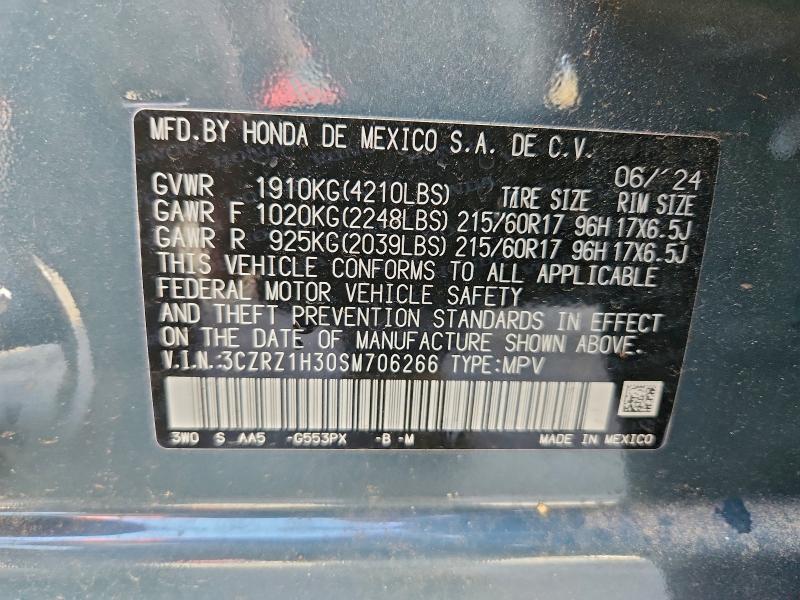 MFD.BY HONDA DE MEXICO S.A. DE C.V.
06/ 24
GVWR 1910KG(4210LBS) TIRE SIZE RIM SIZE
GAWR F 1020KG(2248LBS) 215/60R17 96H 17X6.5J
GAWR R 925KG(2039LBS) 215/60R17 96H 17X6.5J
THIS VEHICLE CONFORMS TO ALL APPLICABLE
FEDERAL MOTOR VEHICLE SAFETY
AND THEFT PREVENTION STANDARDS IN EFFECT
ON THE DATE OF MANUFACTURE SHOWN ABOVE.
V.I.N.:3CZRZ1H30SM706266 TYPE:MPV
3WO S AA5 -G553PX -B -M MADE IN MEXICO